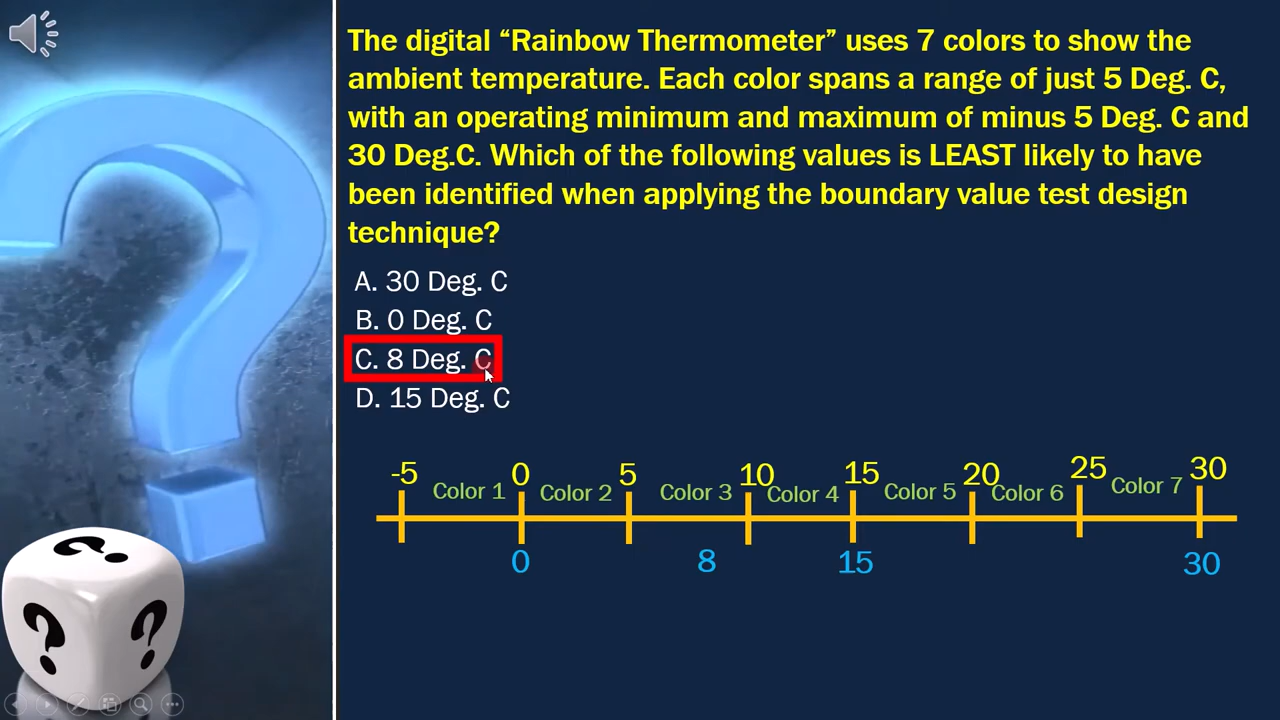 The digital “Rainbow Thermometer” uses 7 colors to show the
ambient temperature. Each color spans a range of just 5 Deg. C,
with an operating minimum and maximum of minus 5 Deg. C and
30 Deg.C. Which of the following values is LEAST likely to have
been identified when applying the boundary value test design
technique?
A. 30 Deg. C
B. 0 Deg. C
C. 8 Deg. C
D. 15 Deg. C
-5 0 5 10 15 20 25 30
Color 1 Color 2 Color 3 Color 4 Color 5 Color 6 Color 7
0 8 15 30
? ? ?